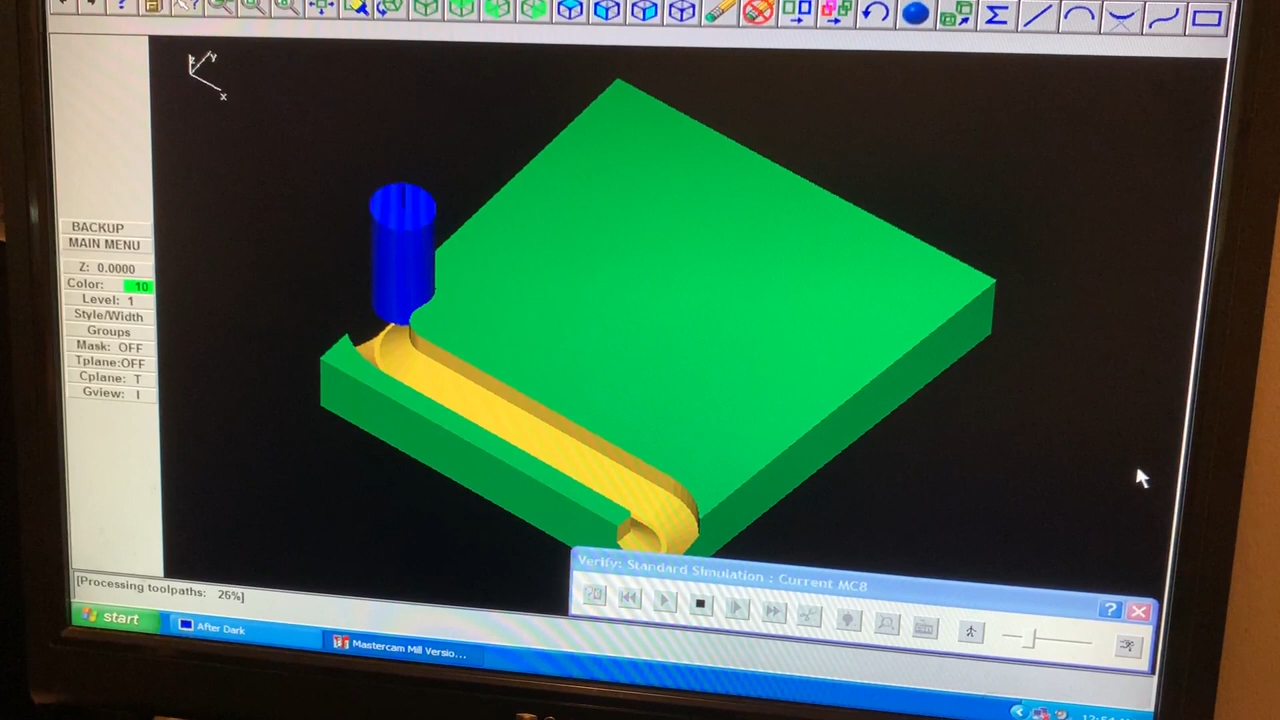 y
z
x
BACKUP
MAIN MENU
Z: 0.0000
Color: 10
Level: 1
Style/Width
Groups
Mask: OFF
Tplane:OFF
Cplane: T
Gview: I
Verify: Standard Simulation : Current MC8
[Processing toolpaths: 26%]
start
After Dark
Mastercam Mill Versio...